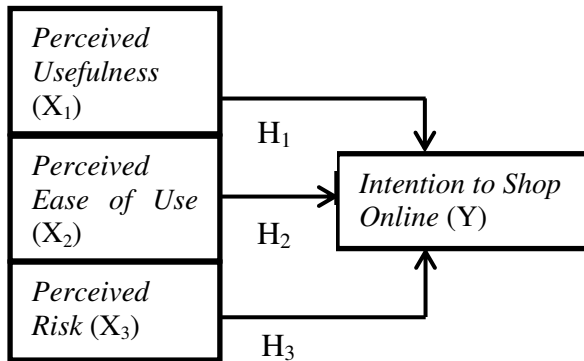 Perceived
Usefulness
(X₁)
H₁
Perceived
Ease of Use
(X₂)
H₂
Intention to Shop
Online (Y)
Perceived
Risk (X₃)
H₃